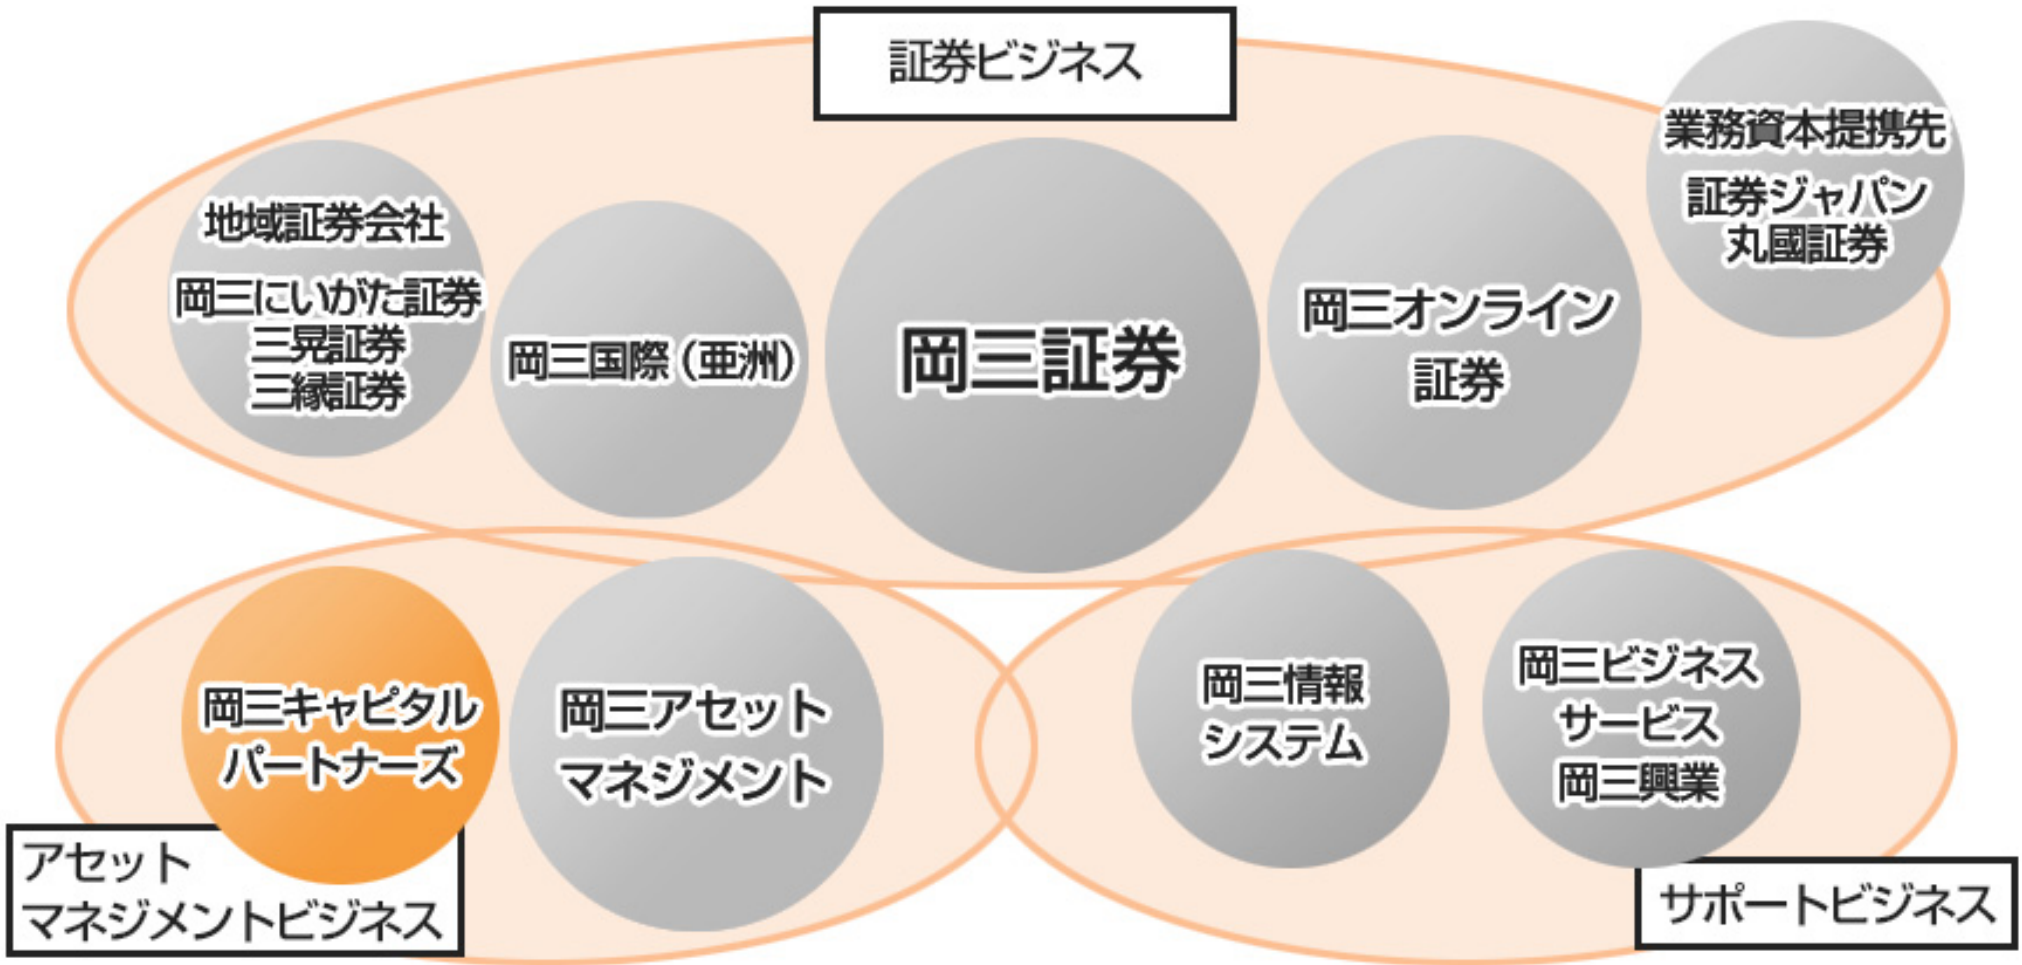 証券ビジネス
地域証券会社
岡三にいがた証券
三晃証券
三縁証券
岡三国際（亜洲）
岡三証券
岡三オンライン
証券
業務資本提携先
証券ジャパン
丸國証券
岡三キャピタル
パートナーズ
岡三アセット
マネジメント
アセット
マネジメントビジネス
岡三情報
システム
岡三ビジネス
サービス
岡三興業
サポートビジネス